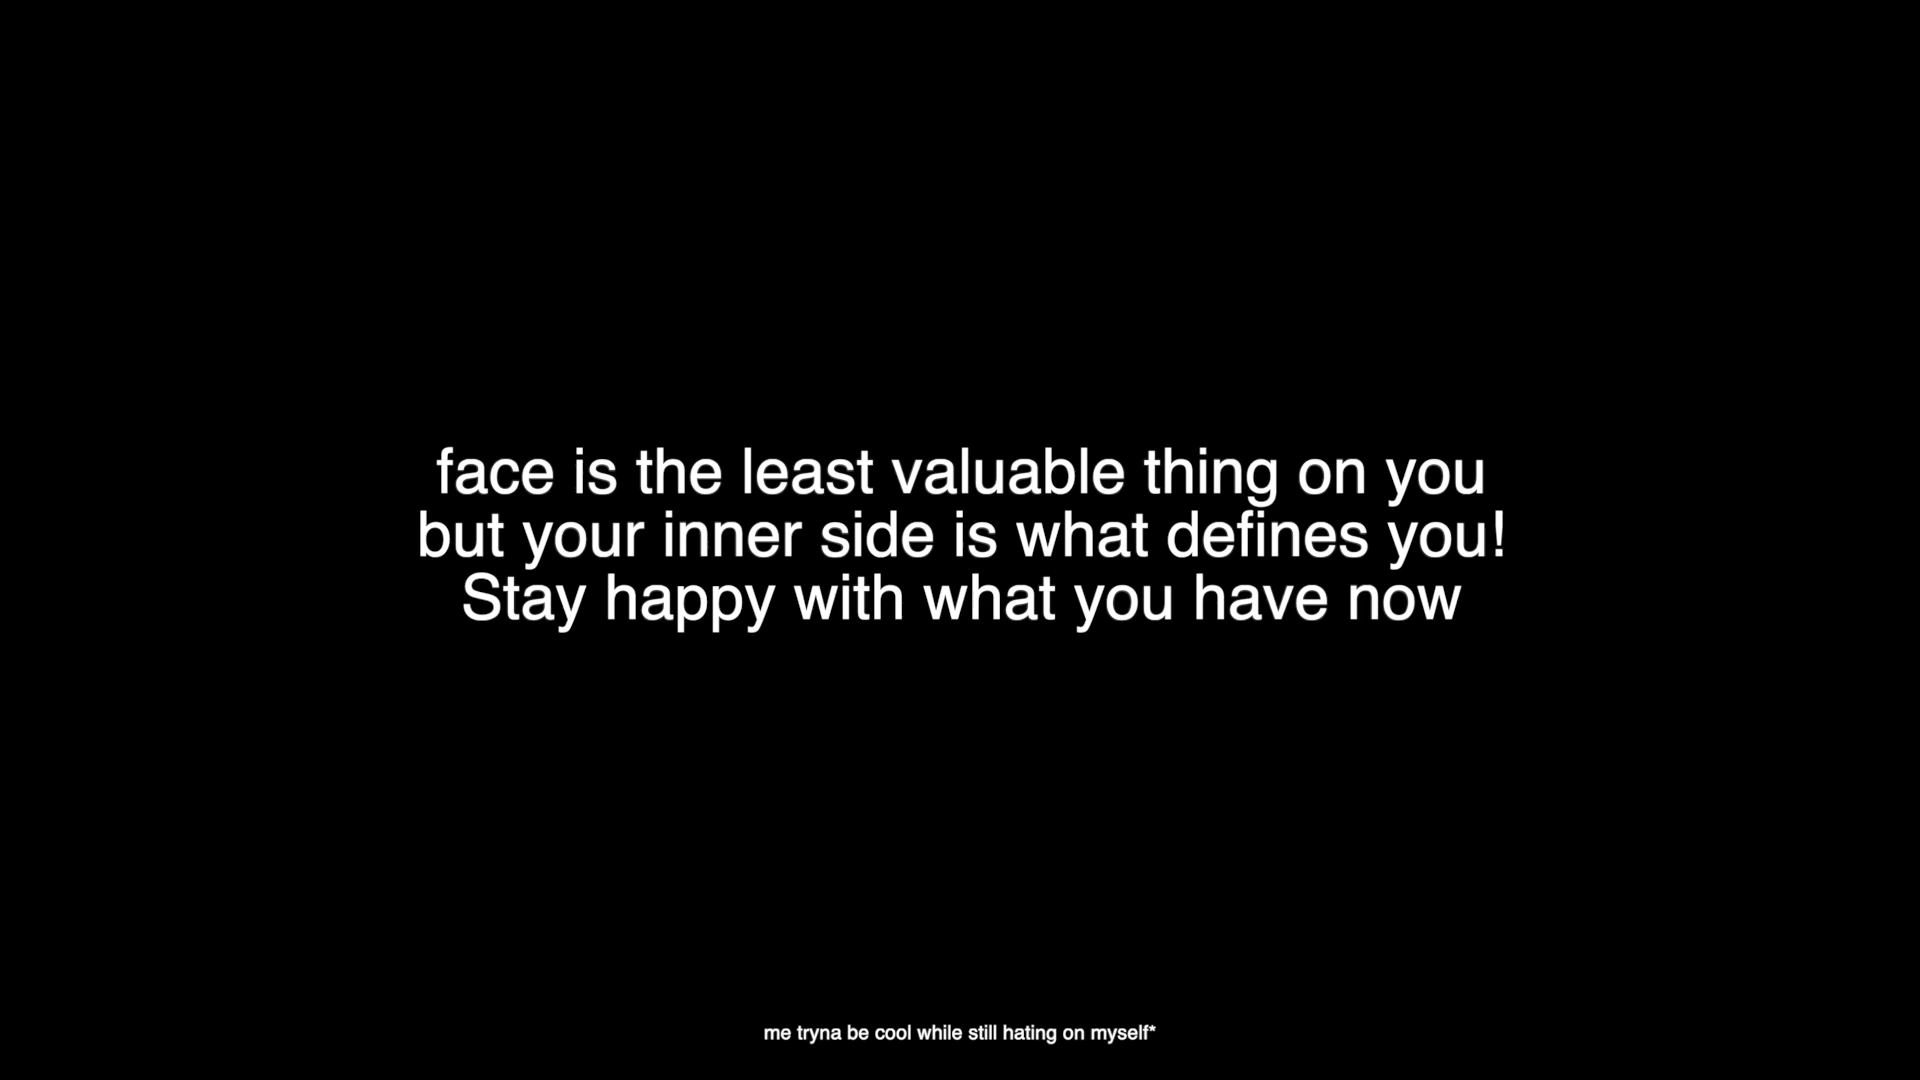 face is the least valuable thing on you
but your inner side is what defines you!
Stay happy with what you have now
me tryna be cool while still hating on myself*